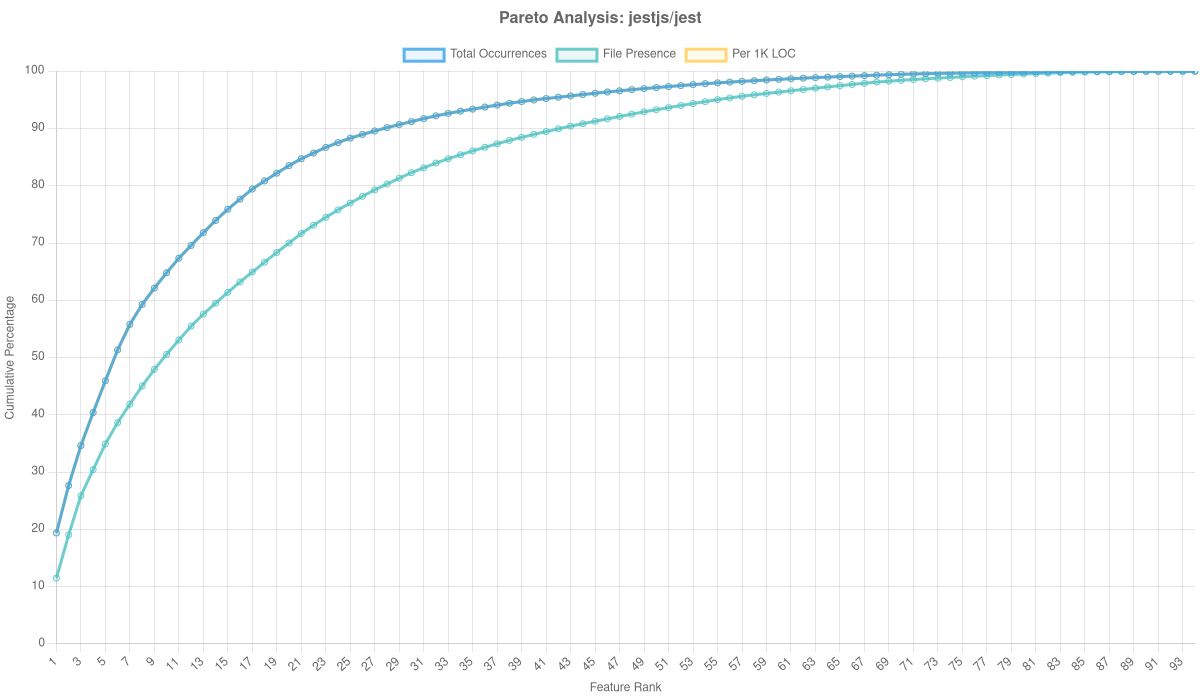 Pareto Analysis: jestjs/jest
Total Occurrences File Presence Per 1K LOC
100
90
80
70
60
50
40
30
20
10
0
Cumulative Percentage
1 3 5 7 9 11 13 15 17 19 21 23 25 27 29 31 33 35 37 39 41 43 45 47 49 51 53 55 57 59 61 63 65 67 69 71 73 75 77 79 81 83 85 87 89 91 93
Feature Rank